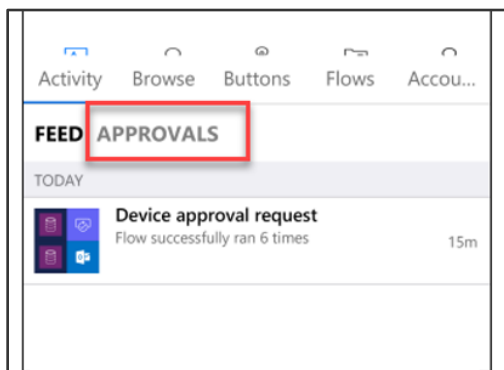 Activity Browse Buttons Flows Accou...
FEED APPROVALS
TODAY
Device approval request
Flow successfully ran 6 times 15m